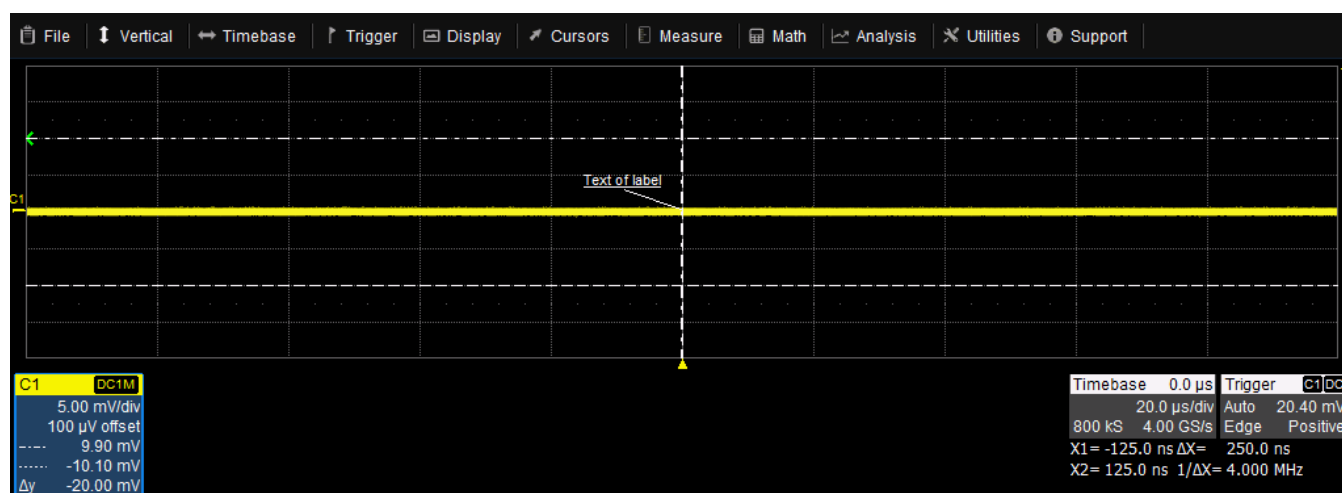 File Vertical Timebase Trigger Display Cursors Measure Math Analysis Utilities Support
Text of label
C1
C1 DC1M
5.00 mV/div
100 µV offset
9.90 mV
-10.10 mV
Δy -20.00 mV
Timebase 0.0 µs
20.0 µs/div
800 kS 4.00 GS/s
Trigger C1 DC
Auto 20.40 mV
Edge Positive
X1= -125.0 ns ΔX= 250.0 ns
X2= 125.0 ns 1/ΔX= 4.000 MHz